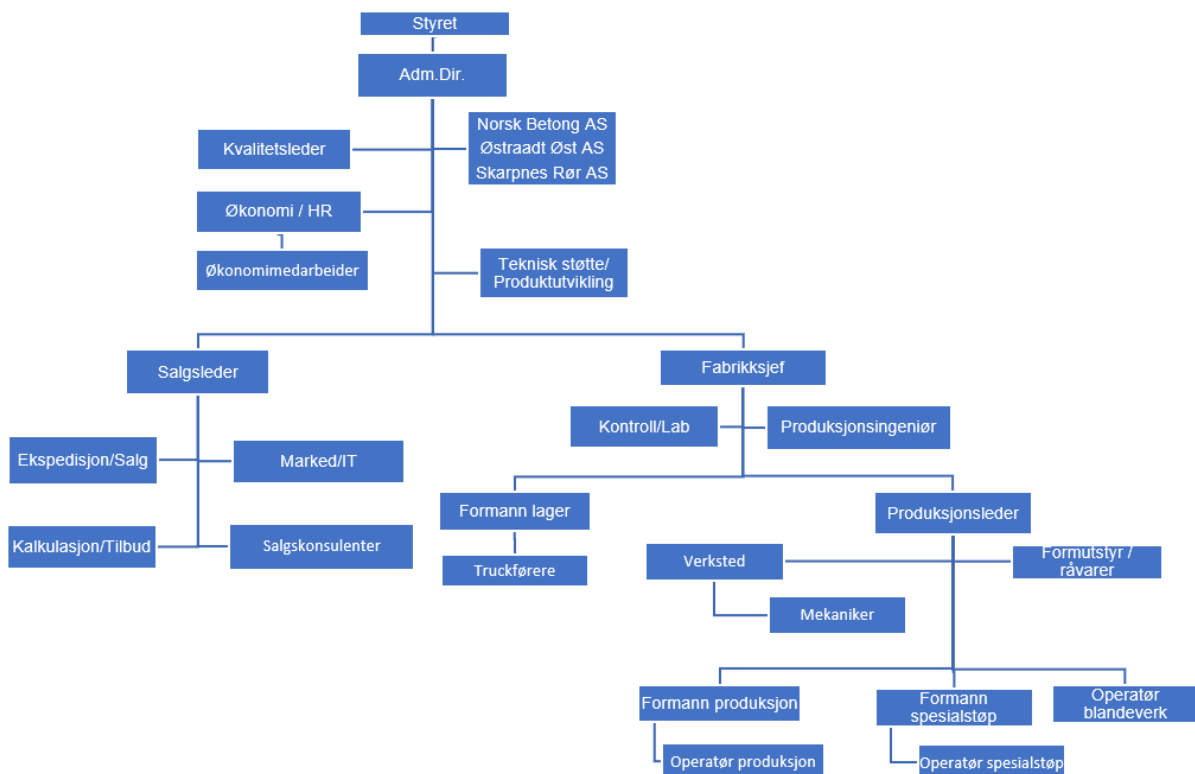 Styret
Adm.Dir.
Kvalitetsleder
Norsk Betong AS
Østraadt Øst AS
Skarpnes Rør AS
Økonomi / HR
Økonomimedarbeider
Teknisk støtte/
Produktutvikling
Salgsleder
Fabrikksjef
Ekspedisjon/Salg
Marked/IT
Kalkulasjon/Tilbud
Salgskonsulenter
Kontroll/Lab
Produksjonsingeniør
Formann lager
Truckførere
Produksjonsleder
Verksted
Formutstyr /
råvarer
Mekaniker
Formann produksjon
Operatør produksjon
Formann
spesialstøp
Operatør spesialstøp
Operatør
blandeverk